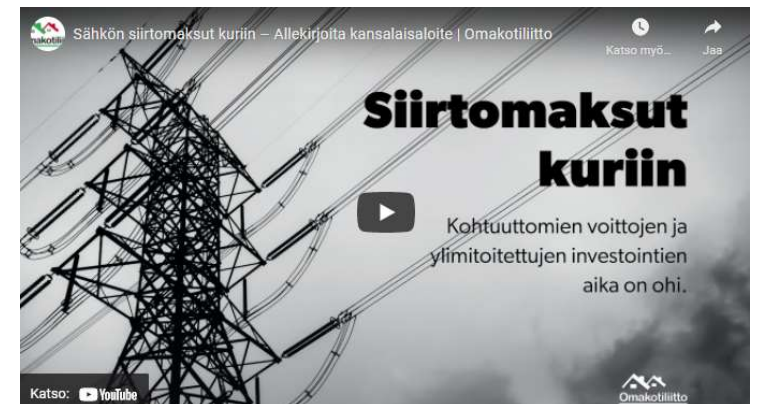 Sähkön siirtomaksut kuriin – Allekirjoita kansalaisaloite | Omakotiliitto
Katso myö...
Jaa
Siirtomaksut
kuriin
Kohtuuttomien voittojen ja
ylimitoitettujen investointien
aika on ohi.
Katso: YouTube
Omakotiliitto